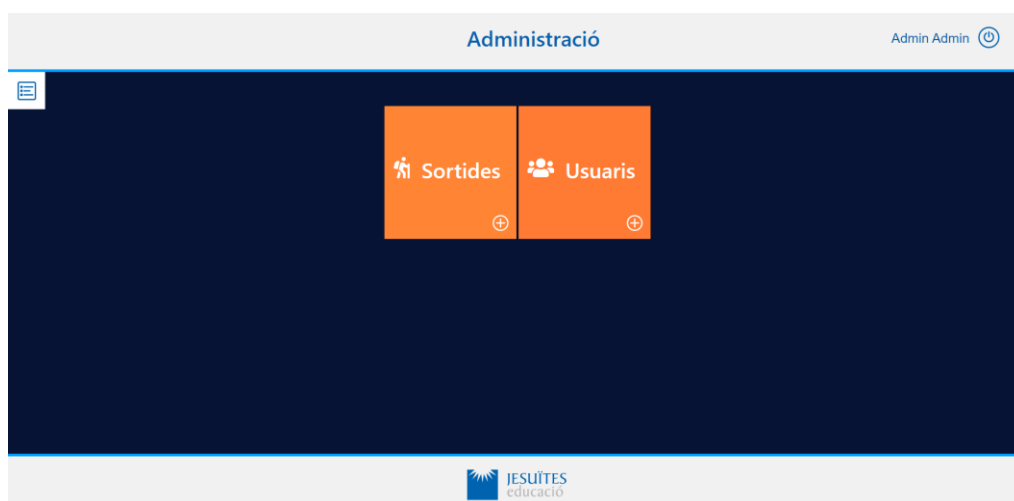 Administració
Admin Admin
Sortides
Usuaris
JESUÏTES
educació